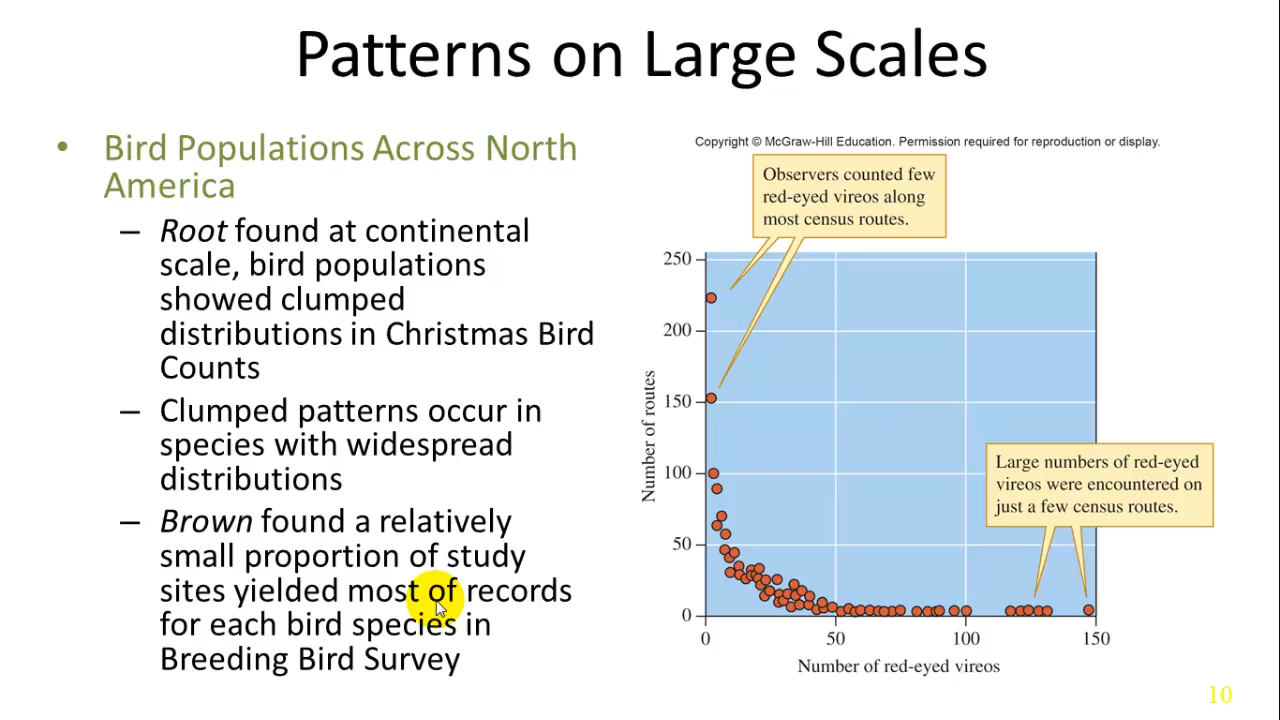 Patterns on Large Scales
• Bird Populations Across North
America
– Root found at continental
scale, bird populations
showed clumped
distributions in Christmas Bird
Counts
– Clumped patterns occur in
species with widespread
distributions
– Brown found a relatively
small proportion of study
sites yielded most of records
for each bird species in
Breeding Bird Survey
Copyright © McGraw-Hill Education. Permission required for reproduction or display.
Observers counted few
red-eyed vireos along
most census routes.
250
200
150
100
50
0
Number of routes
Large numbers of red-eyed
vireos were encountered on
just a few census routes.
0 50 100 150
Number of red-eyed vireos
10